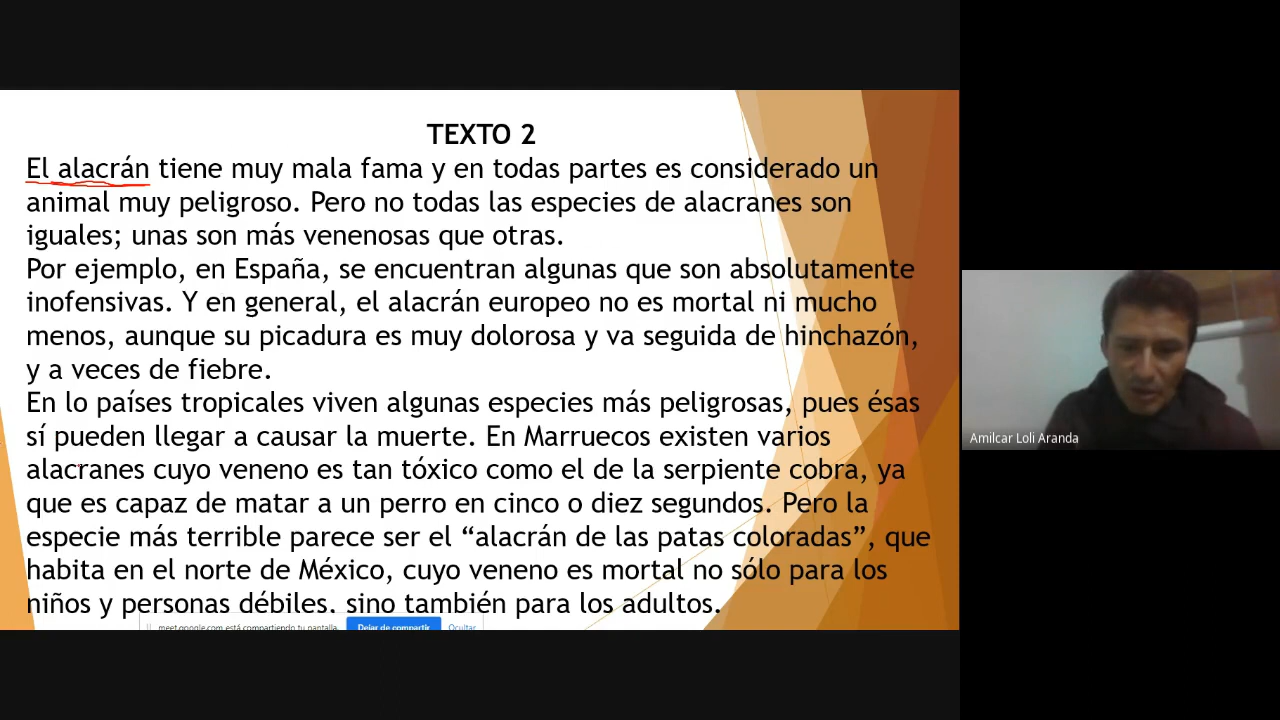 TEXTO 2
El alacrán tiene muy mala fama y en todas partes es considerado un
animal muy peligroso. Pero no todas las especies de alacranes son
iguales; unas son más venenosas que otras.
Por ejemplo, en España, se encuentran algunas que son absolutamente
inofensivas. Y en general, el alacrán europeo no es mortal ni mucho
menos, aunque su picadura es muy dolorosa y va seguida de hinchazón,
y a veces de fiebre.
En lo países tropicales viven algunas especies más peligrosas, pues ésas
sí pueden llegar a causar la muerte. En Marruecos existen varios
alacranes cuyo veneno es tan tóxico como el de la serpiente cobra, ya
que es capaz de matar a un perro en cinco o diez segundos. Pero la
especie más terrible parece ser el “alacrán de las patas coloradas”, que
habita en el norte de México, cuyo veneno es mortal no sólo para los
niños y personas débiles. sino también para los adultos.
meet.google.com está compartiendo tu pantalla. Dejar de compartir Ocultar
Amilcar Loli Aranda